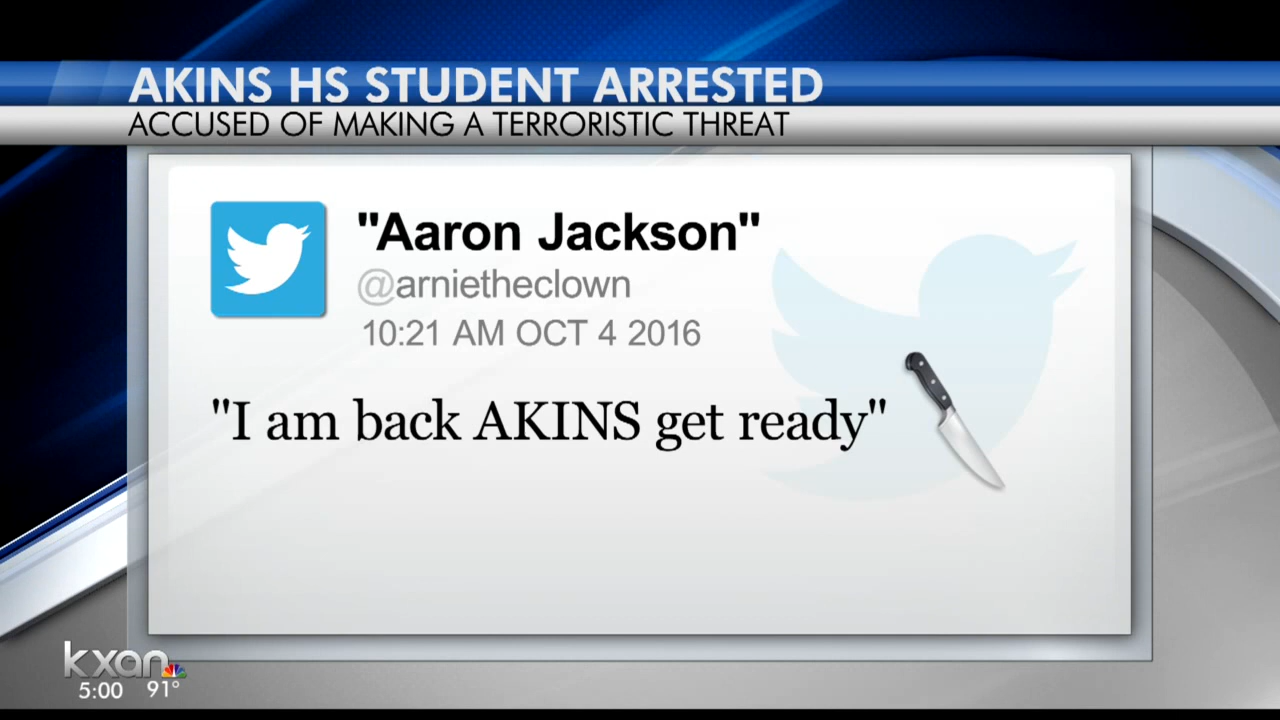 AKINS HS STUDENT ARRESTED
ACCUSED OF MAKING A TERRORISTIC THREAT
"Aaron Jackson"
@arnietheclown
10:21 AM OCT 4 2016
"I am back AKINS get ready"
kxan
5:00 91°